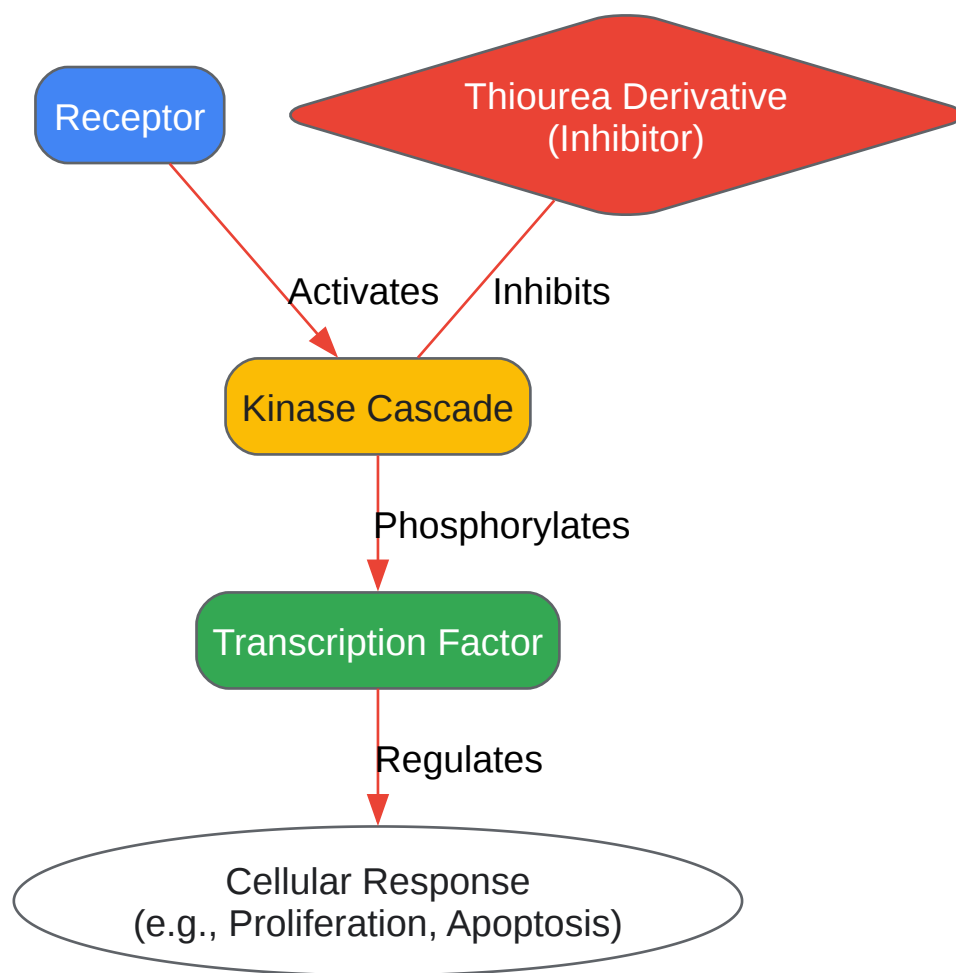 Receptor
Thiourea Derivative
(Inhibitor)
Activates
Inhibits
Kinase Cascade
Phosphorylates
Transcription Factor
Regulates
Cellular Response
(e.g., Proliferation, Apoptosis)